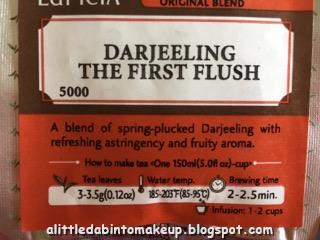 LUPICIA
ORIGINAL BLEND
DARJEELING
THE FIRST FLUSH
5000
A blend of spring-plucked Darjeeling with
refreshing astringency and fruity aroma.
How to make tea <One 150ml(5.0fl oz)-cup>
Tea leaves Water temp. Brewing time
3-3.5g(0.12oz) 185-203°F(85-95°C) 2-2.5min.
Infusion: 1-2 cups
alittledabintomakeup.blogspot.com